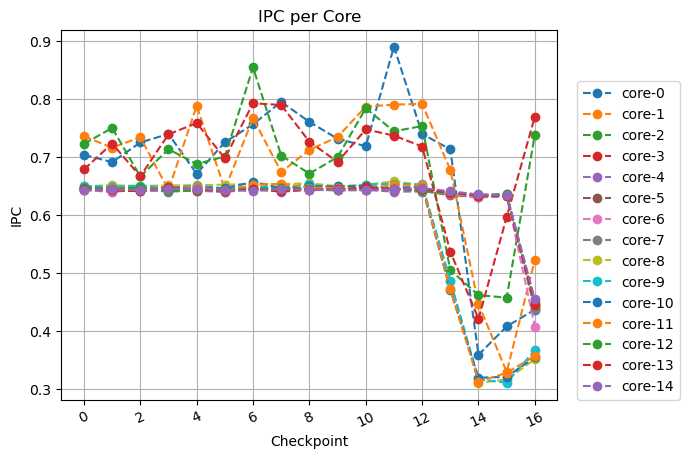 IPC per Core
IPC
0.9
0.8
0.7
0.6
0.5
0.4
0.3
0 2 4 6 8 10 12 14 16
Checkpoint
core-0
core-1
core-2
core-3
core-4
core-5
core-6
core-7
core-8
core-9
core-10
core-11
core-12
core-13
core-14